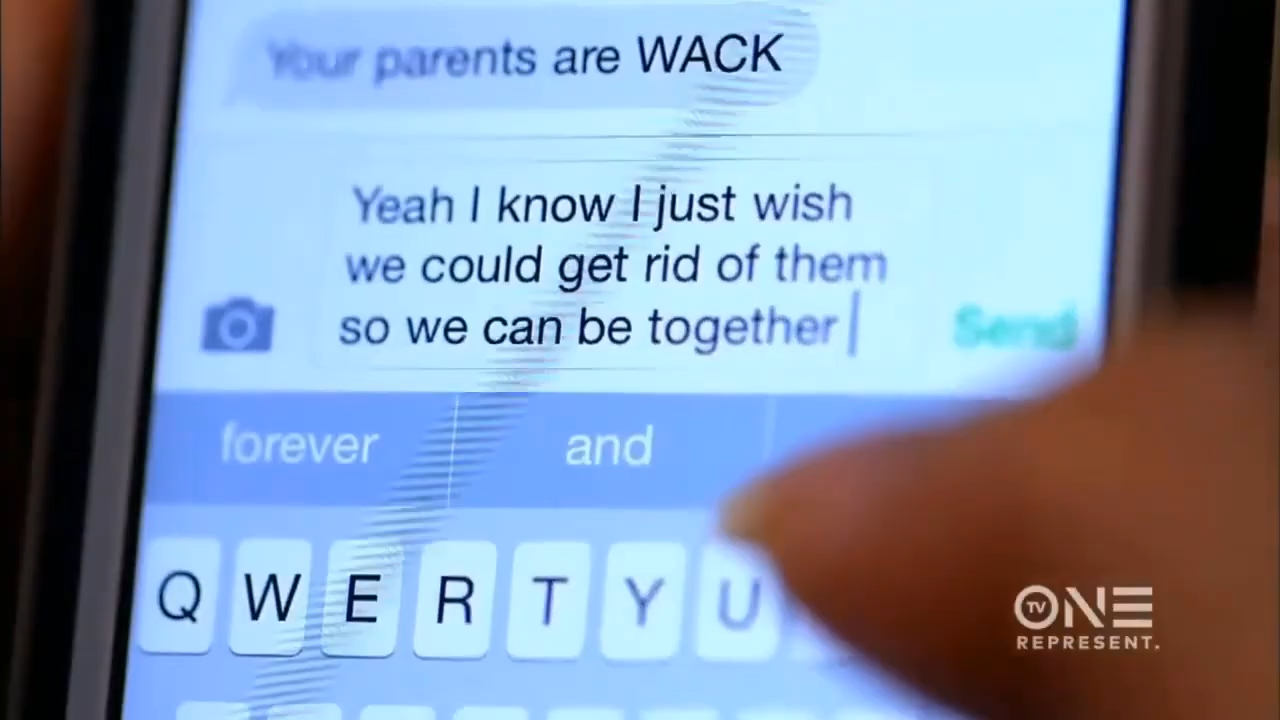 Your parents are WACK
Yeah I know I just wish
we could get rid of them
so we can be together
Send
forever and
Q W E R T Y U
TV ONE
REPRESENT.